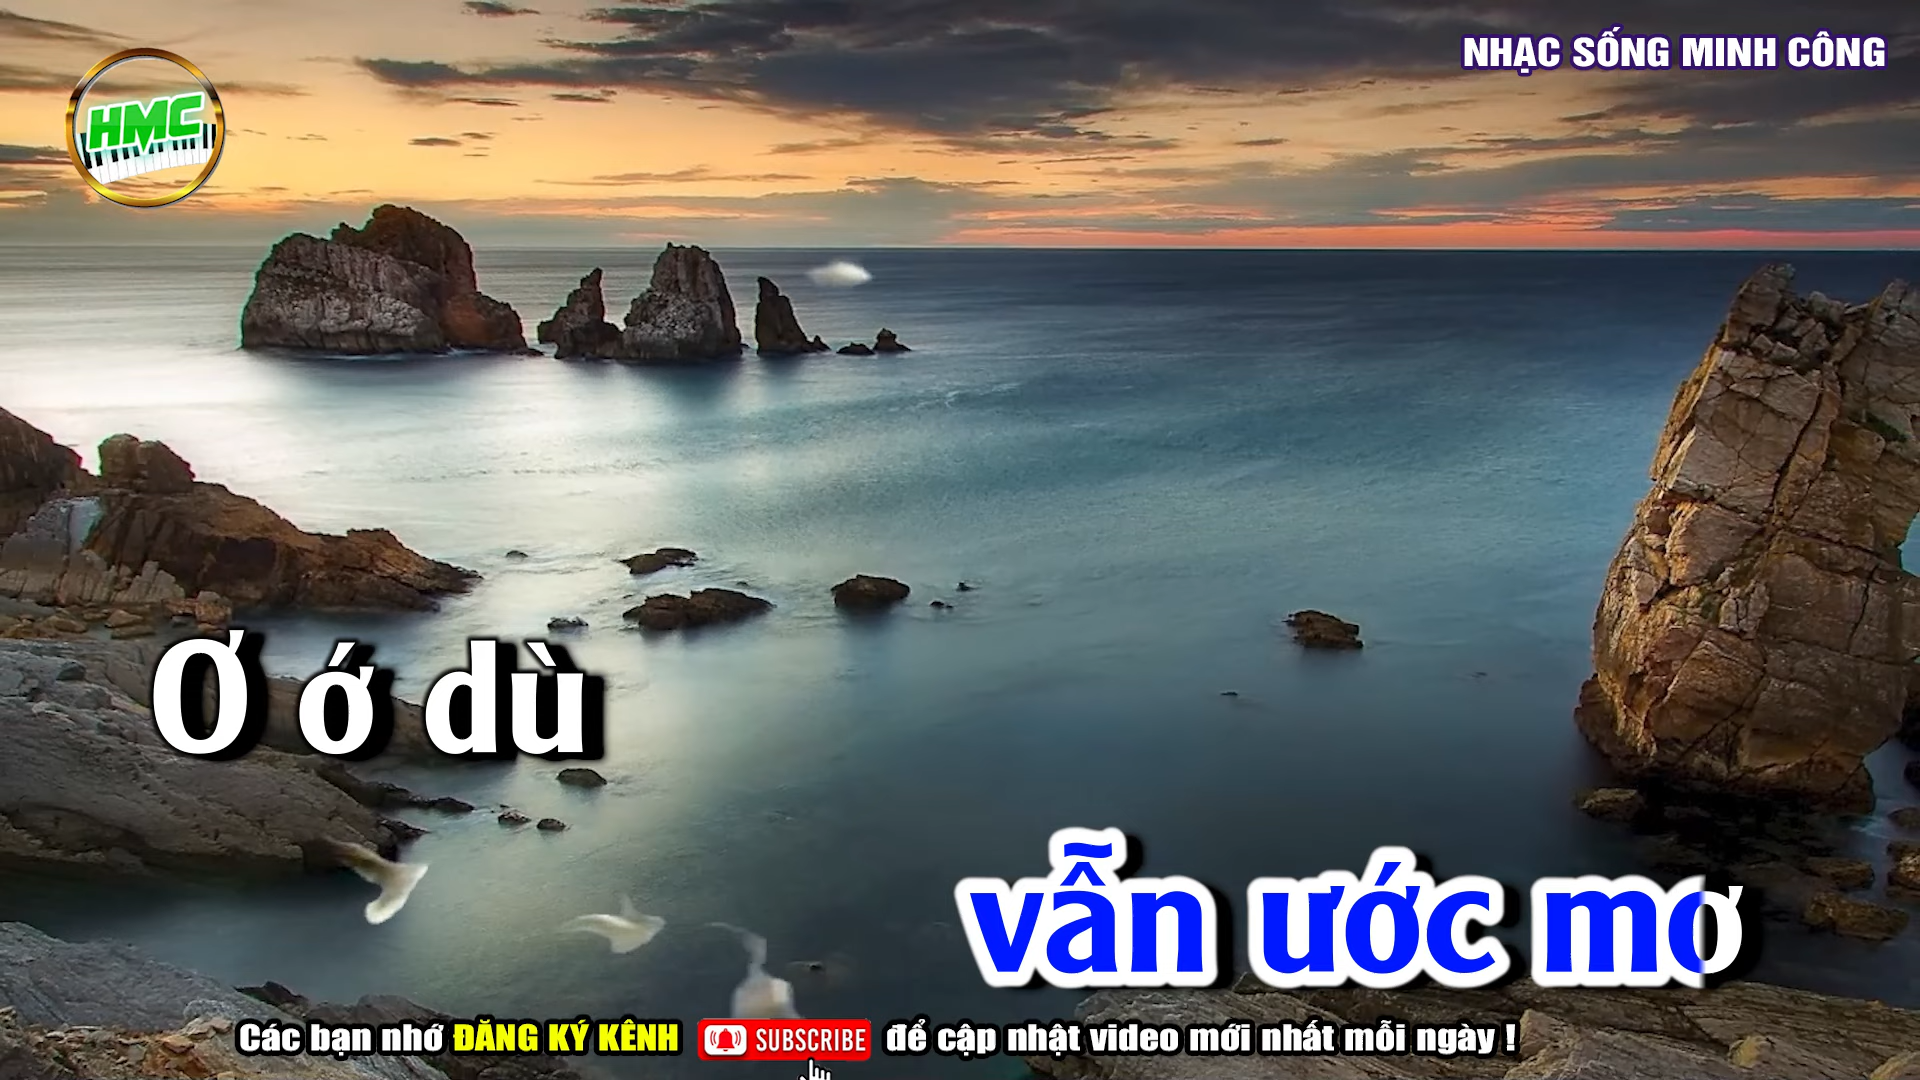 NHẠC SỐNG MINH CÔNG
HMC
Ơ ớ dù
vẫn ước mơ
Các bạn nhớ ĐĂNG KÝ KÊNH SUBSCRIBE để cập nhật video mới nhất mỗi ngày !